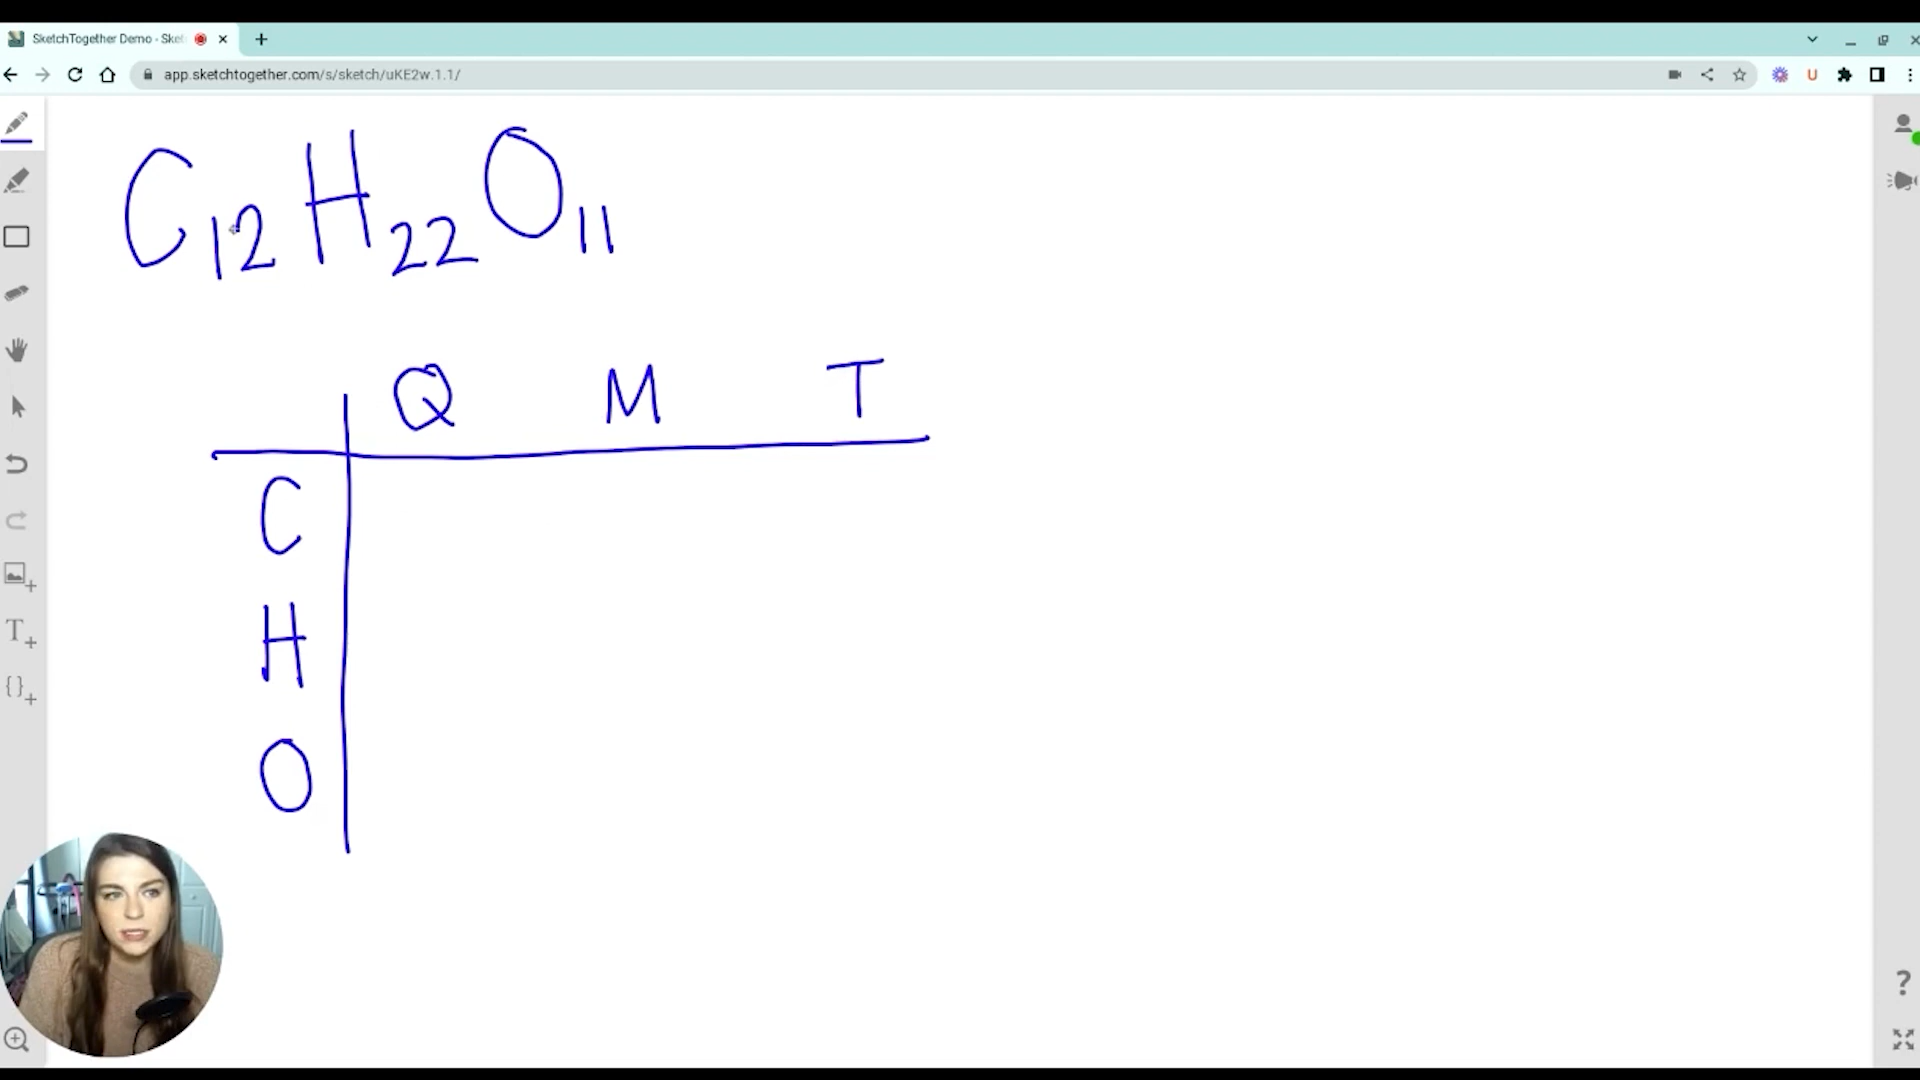 SketchTogether Demo - Sket
app.sketchtogether.com/s/sketch/uKE2w.1.1/
C12H22O11
Q M T
C
H
O